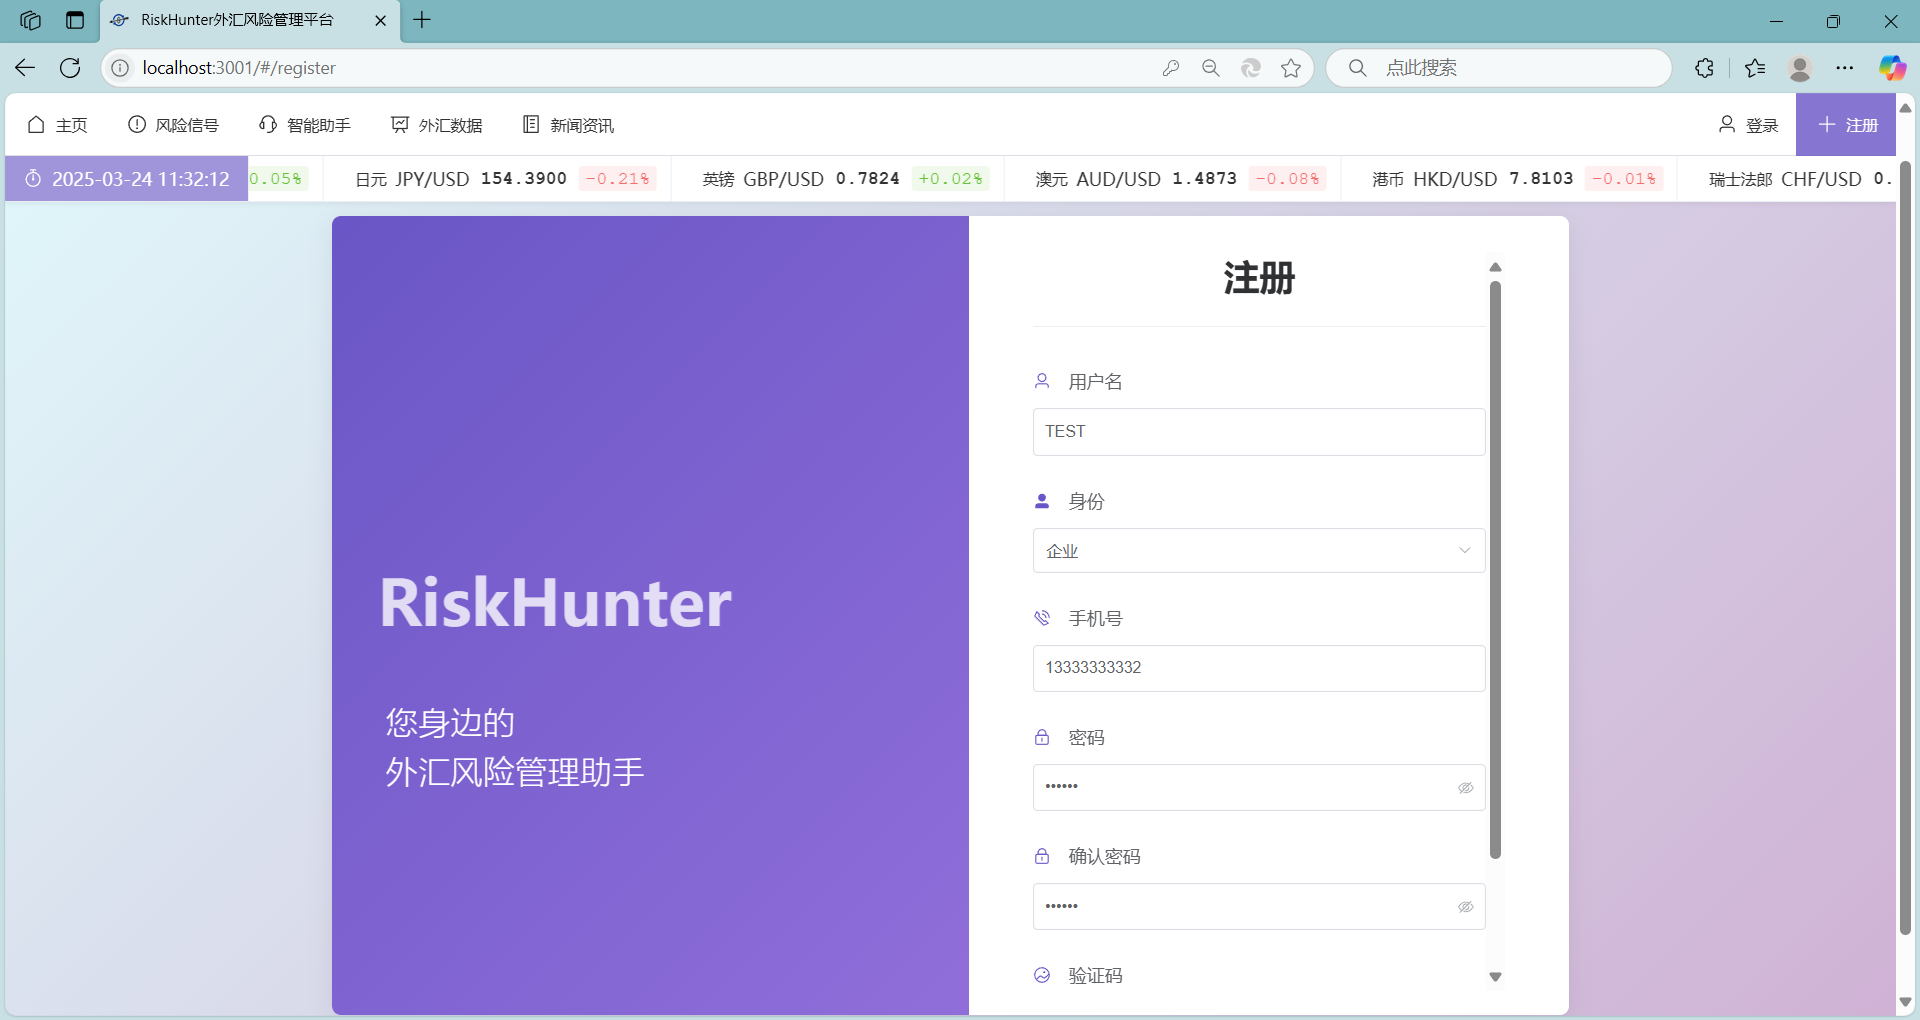 RiskHunter外汇风险管理平台
localhost:3001/#/register
点此搜索
主页 风险信号 智能助手 外汇数据 新闻资讯 登录 注册
2025-03-24 11:32:12 0.05% 日元 JPY/USD 154.3900 -0.21% 英镑 GBP/USD 0.7824 +0.02% 澳元 AUD/USD 1.4873 -0.08% 港币 HKD/USD 7.8103 -0.01% 瑞士法郎 CHF/USD 0.
RiskHunter
您身边的
外汇风险管理助手
注册
用户名
TEST
身份
企业
手机号
13333333332
密码
••••••
确认密码
••••••
验证码